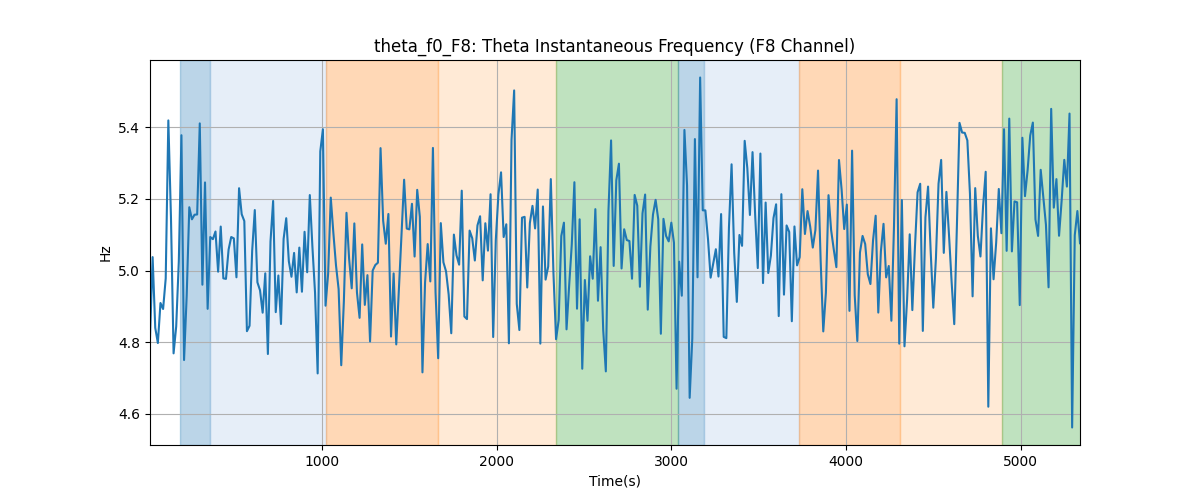 theta_f0_F8: Theta Instantaneous Frequency (F8 Channel)
Hz
5.4
5.2
5.0
4.8
4.6
1000 2000 3000 4000 5000
Time(s)